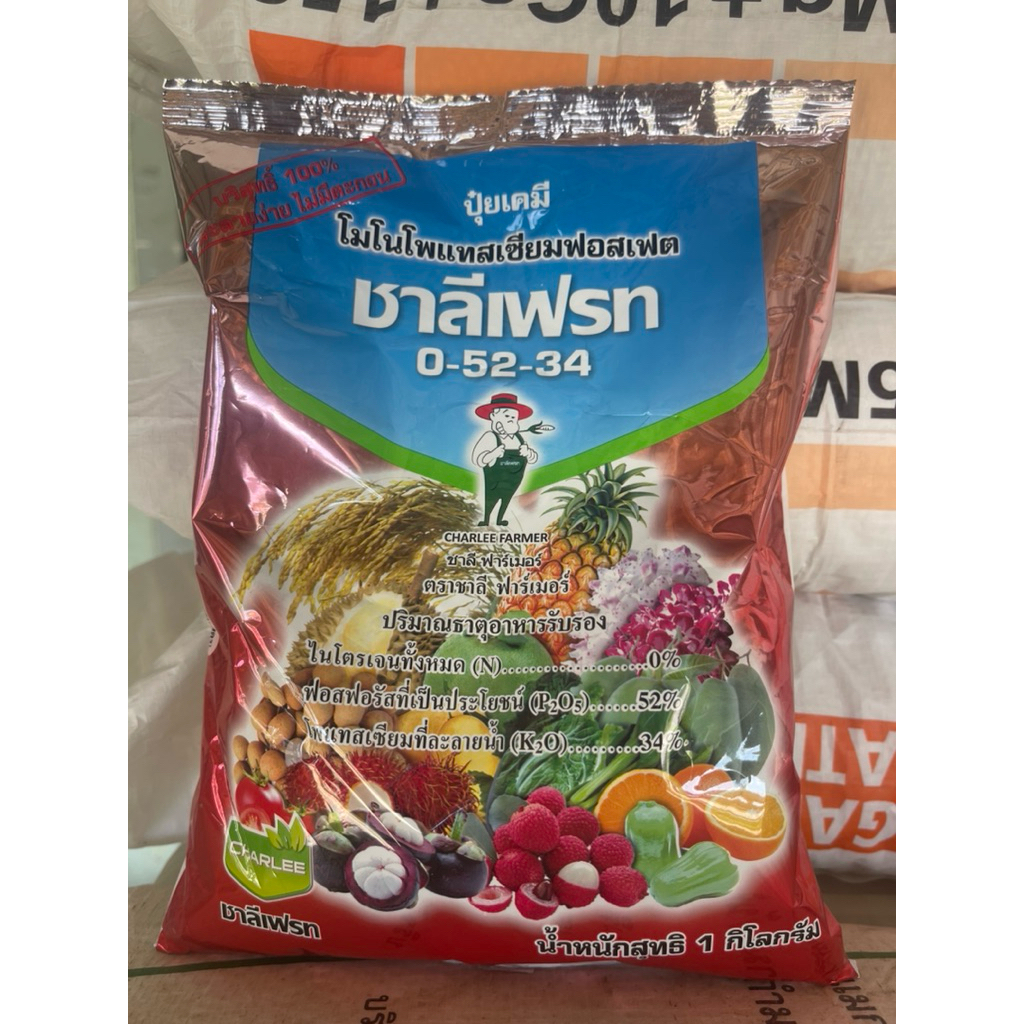 บริสุทธิ์ 100%
ละลายง่าย ไม่มีตะกอน
ปุ๋ยเคมี
โมโนโพแทสเซียมฟอสเฟต
ชาลีเฟรท
0-52-34
CHARLEE FARMER
ชาลี ฟาร์เมอร์
ตราชาลี ฟาร์เมอร์
ปริมาณธาตุอาหารรับรอง
ไนโตรเจนทั้งหมด (N)....................0%
ฟอสฟอรัสที่เป็นประโยชน์ (P₂O₅)......52%
โพแทสเซียมที่ละลายน้ำ (K₂O).........34%
CHARLEE
ชาลีเฟรท
น้ำหนักสุทธิ 1 กิโลกรัม